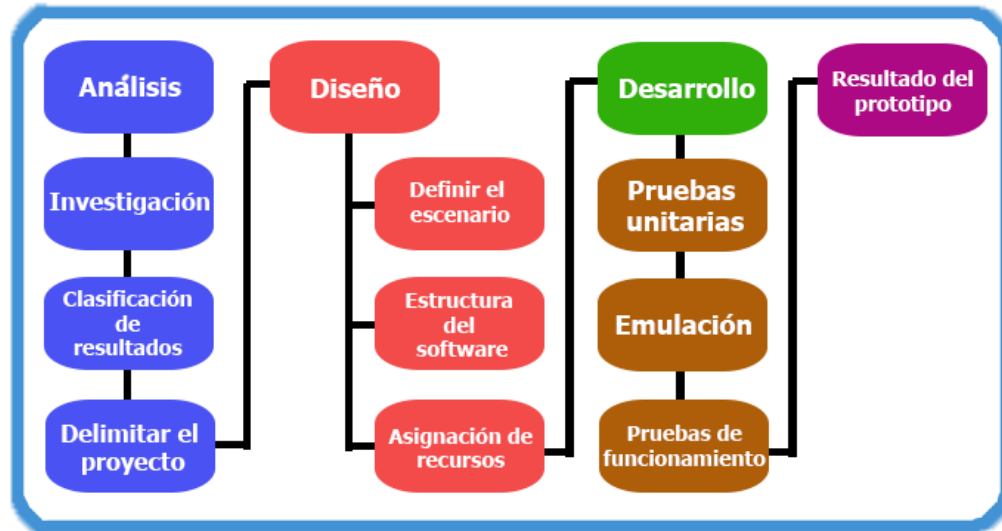 Análisis
Investigación
Clasificación
de
resultados
Delimitar el
proyecto
Diseño
Definir el
escenario
Estructura
del
software
Asignación de
recursos
Desarrollo
Pruebas
unitarias
Emulación
Pruebas de
funcionamiento
Resultado del
prototipo